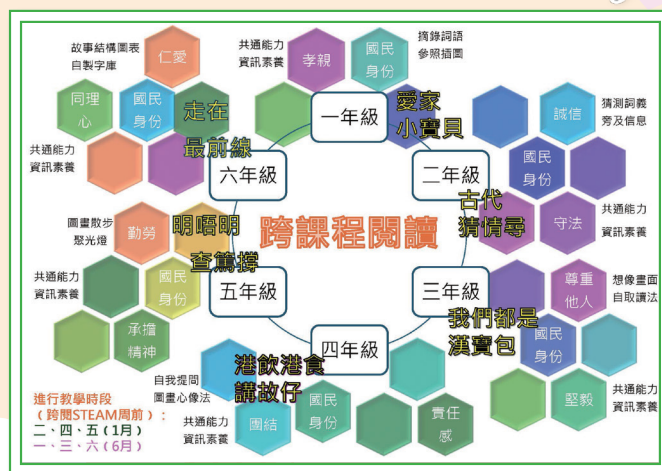 跨課程閱讀
一年級
愛家
小寶貝
孝親
國民
身份
共通能力
資訊素養
摘錄詞語
參照插圖
二年級
古代
猜情尋
誠信
國民
身份
守法
猜測詞義
旁及信息
共通能力
資訊素養
三年級
我們都是
漢寶包
尊重
他人
國民
身份
堅毅
想像畫面
自取讀法
共通能力
資訊素養
四年級
港飲港食
講故仔
自我提問
圖畫心像法
共通能力
資訊素養
團結
國民
身份
責任
感
五年級
明唔明
查篤撐
圖畫散步
聚光燈
勤勞
國民
身份
共通能力
資訊素養
承擔
精神
六年級
走在
最前線
故事結構圖表
自製字庫
仁愛
同理
心
國民
身份
共通能力
資訊素養
進行教學時段
(跨閱STEAM周前):
二、四、五(1月)
一、三、六(6月)